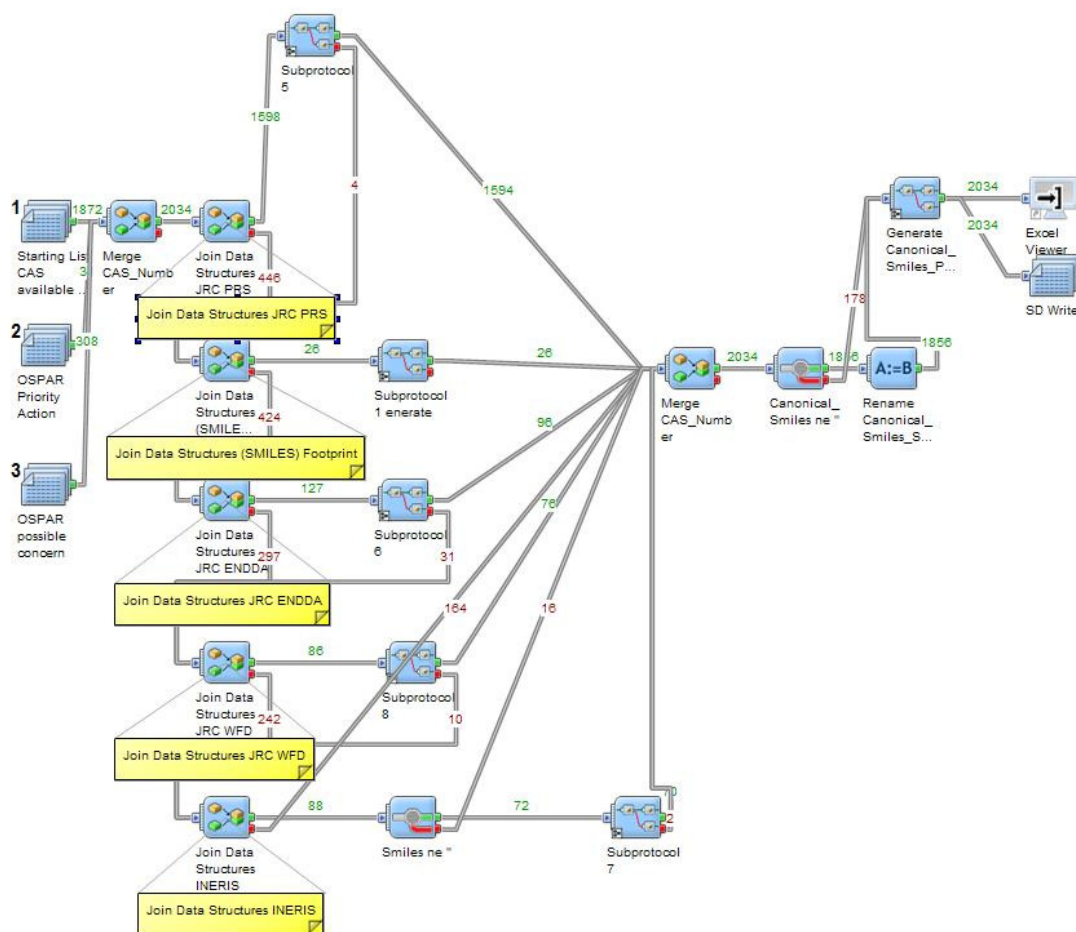 Subprotocol
5
1598
4
1594
1
1872
2034
Starting Lis
CAS
available ...
3
Merge
CAS_Numb
er
Join Data
Structures
JRC PRS
446
Join Data Structures JRC PRS
2
308
OSPAR
Priority
Action
26
Subprotocol
1 enerate
26
Join Data
Structures
(SMILE...
424
Join Data Structures (SMILES) Footprint
3
OSPAR
possible
concern
127
Subprotocol
6
96
31
Join Data
Structures
JRC ENDDA
297
Join Data Structures JRC ENDDA
86
Subprotocol
8
76
10
Join Data
Structures
JRC WFD
242
Join Data Structures JRC WFD
88
164
Join Data
Structures
INERIS
Join Data Structures INERIS
Smiles ne "
16
72
Subprotocol
7
70
2
Merge
CAS_Numb
er
2034
Canonical_
Smiles ne "
1856
178
A:=B
Rename
Canonical_
Smiles_S...
1856
Generate
Canonical_
Smiles_P...
2034
2034
Excel
Viewer
SD Write